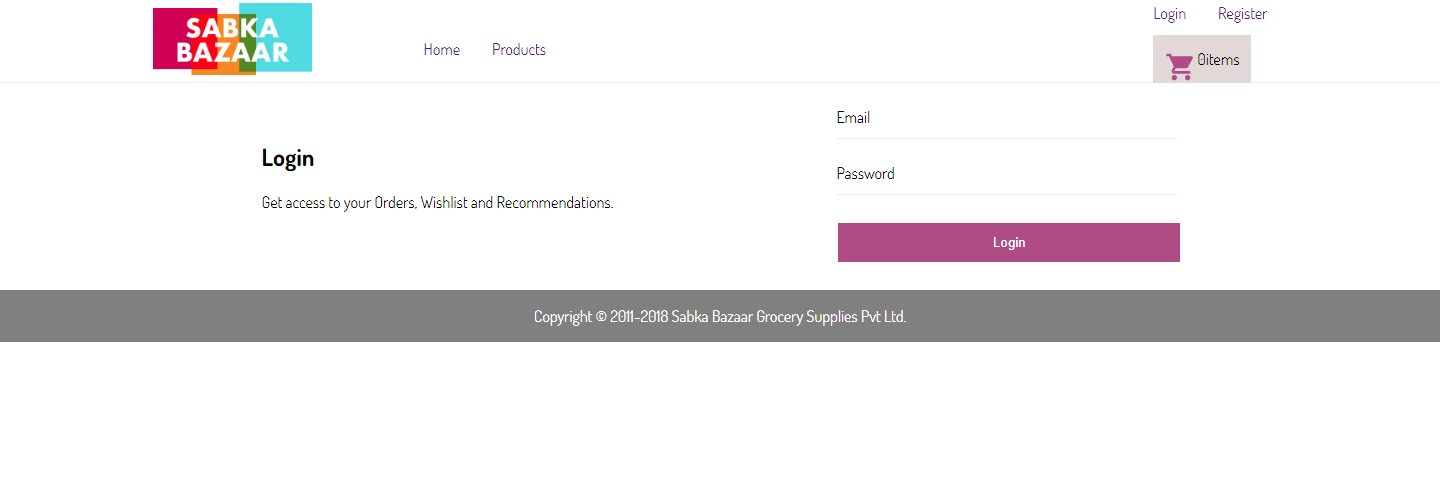 SABKA
BAZAAR
Home Products
Login Register
0items
Login
Get access to your Orders, Wishlist and Recommendations.
Email
Password
Login
Copyright © 2011-2018 Sabka Bazaar Grocery Supplies Pvt Ltd.